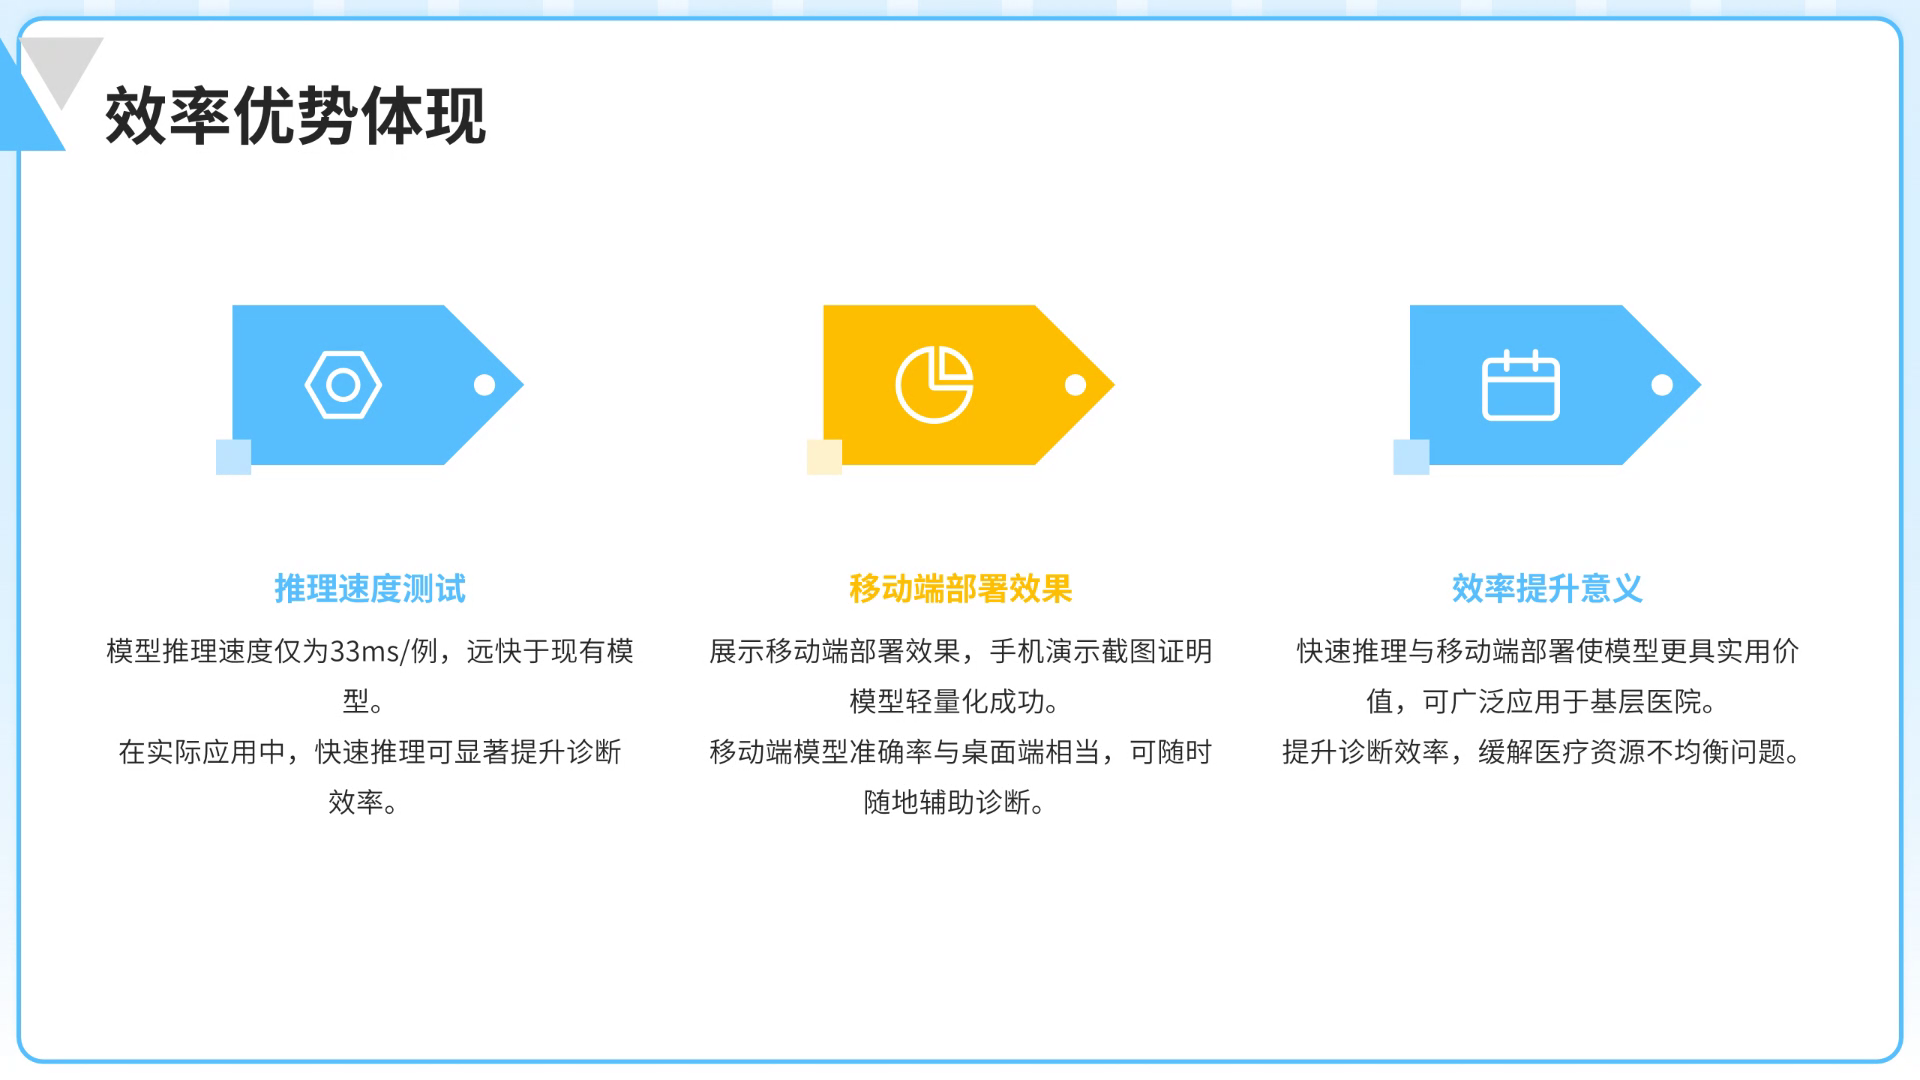 效率优势体现
推理速度测试
模型推理速度仅为33ms/例，远快于现有模
型。
在实际应用中，快速推理可显著提升诊断
效率。
移动端部署效果
展示移动端部署效果，手机演示截图证明
模型轻量化成功。
移动端模型准确率与桌面端相当，可随时
随地辅助诊断。
效率提升意义
快速推理与移动端部署使模型更具实用价
值，可广泛应用于基层医院。
提升诊断效率，缓解医疗资源不均衡问题。